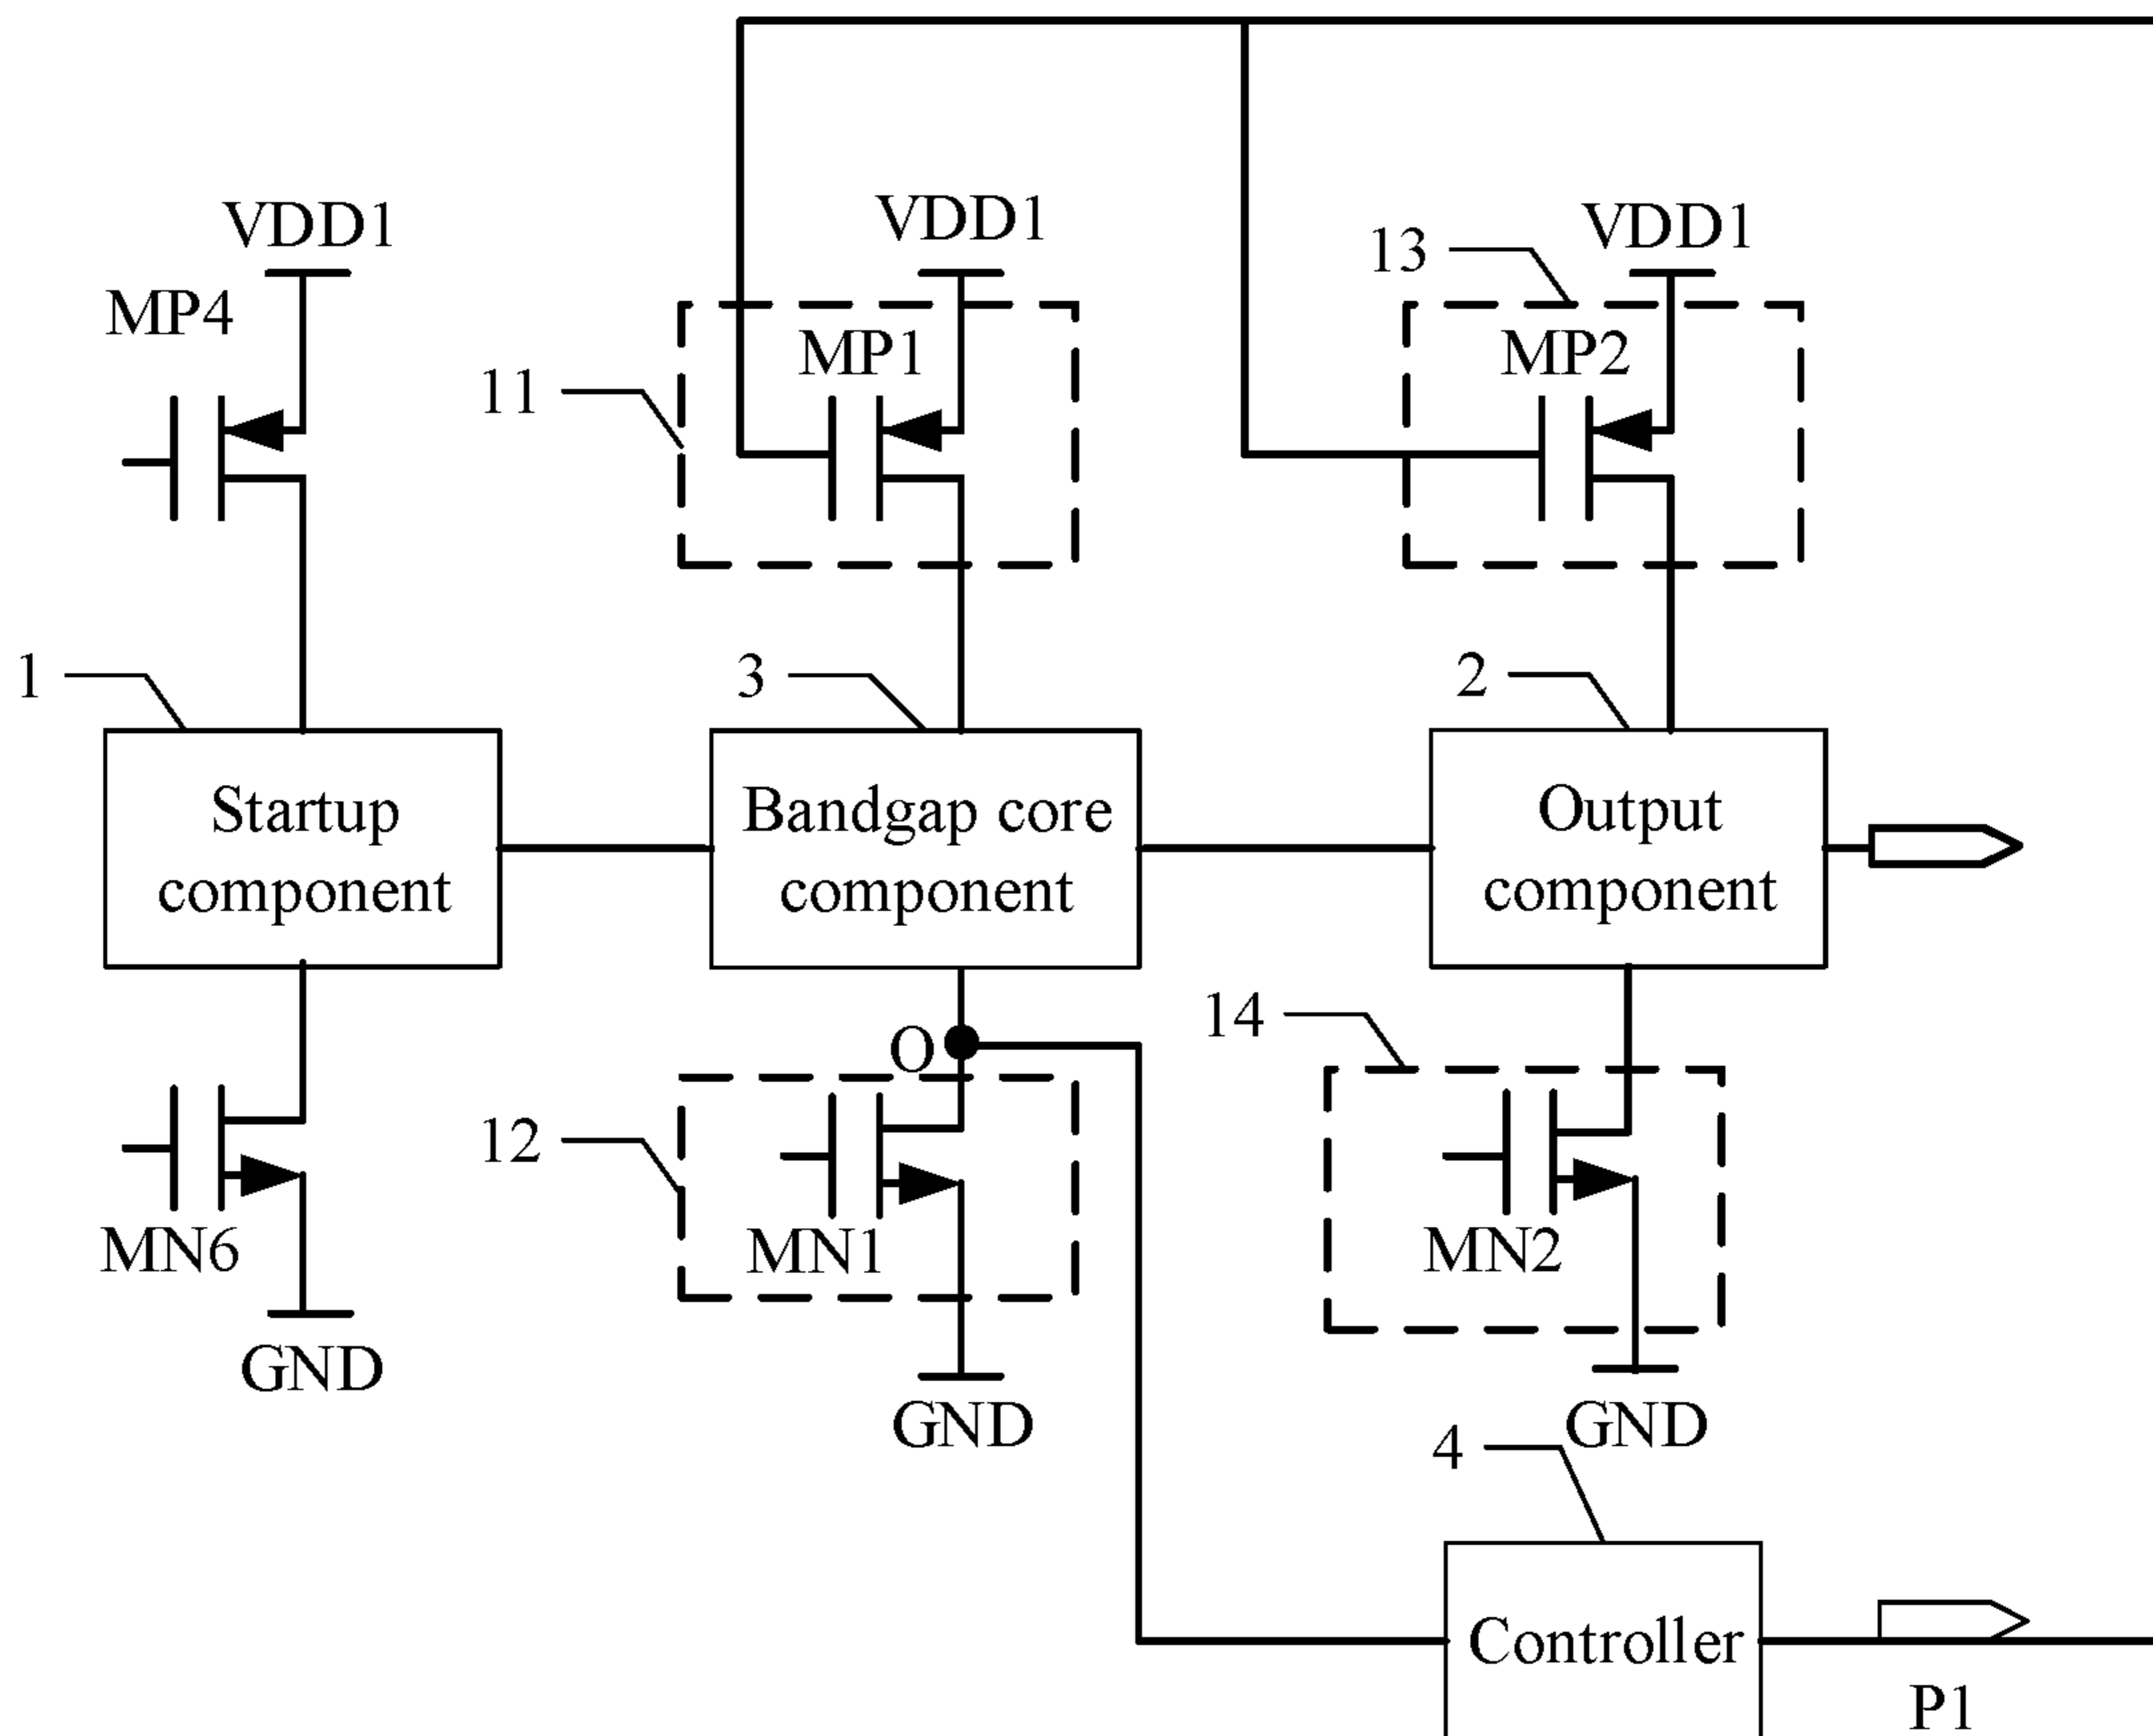 VDD1
VDD1
VDD1
13
MP4
MP1
MP2
11
1
3
2
Startup
component
Bandgap core
component
Output
component
14
O
12
MN6
MN1
MN2
GND
GND
GND
4
Controller
P1